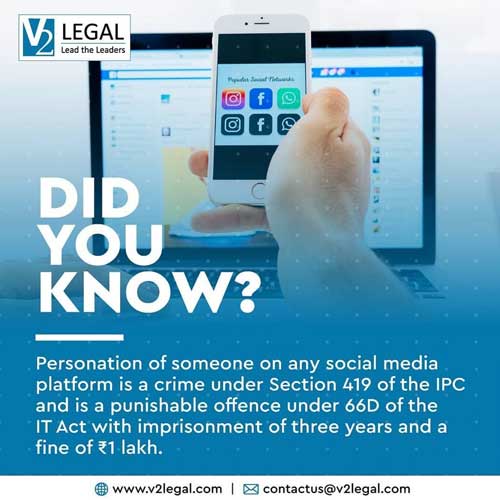 V2 LEGAL
Lead the Leaders
Popular Social Networks
DID
YOU
KNOW?
Personation of someone on any social media
platform is a crime under Section 419 of the IPC
and is a punishable offence under 66D of the
IT Act with imprisonment of three years and a
fine of ₹1 lakh.
www.v2legal.com | contactus@v2legal.com